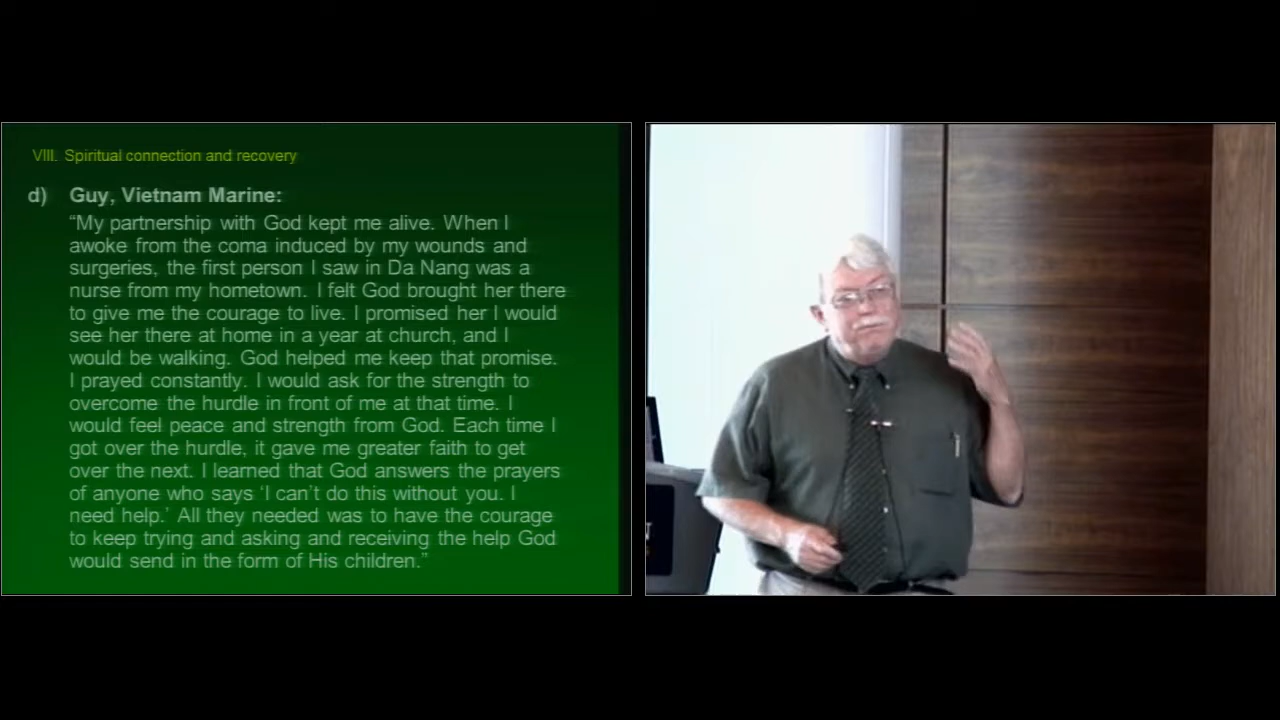 VIII. Spiritual connection and recovery
d) Guy, Vietnam Marine:
“My partnership with God kept me alive. When I
awoke from the coma induced by my wounds and
surgeries, the first person I saw in Da Nang was a
nurse from my hometown. I felt God brought her there
to give me the courage to live. I promised her I would
see her there at home in a year at church, and I
would be walking. God helped me keep that promise.
I prayed constantly. I would ask for the strength to
overcome the hurdle in front of me at that time. I
would feel peace and strength from God. Each time I
got over the hurdle, it gave me greater faith to get
over the next. I learned that God answers the prayers
of anyone who says ‘I can’t do this without you. I
need help.’ All they needed was to have the courage
to keep trying and asking and receiving the help God
would send in the form of His children.”